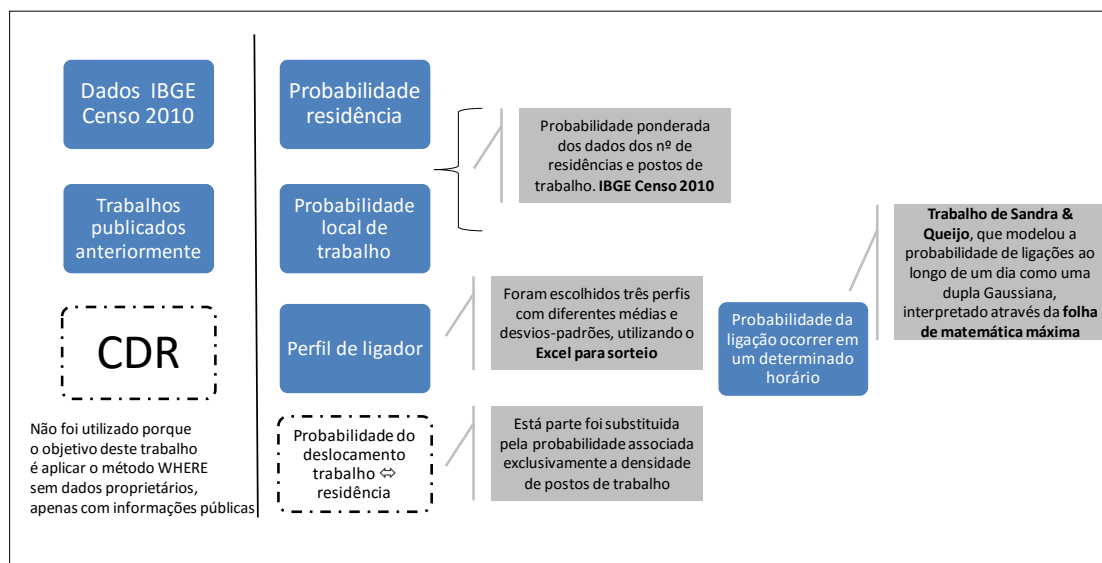 Dados IBGE
Censo 2010
Trabalhos
publicados
anteriormente
CDR
Não foi utilizado porque
o objetivo deste trabalho
é aplicar o método WHERE
sem dados proprietários,
apenas com informações públicas
Probabilidade
residência
Probabilidade
local de
trabalho
Perfil de ligador
Probabilidade do
deslocamento
trabalho ⇔
residência
Probabilidade ponderada
dos dados dos nº de
residências e postos de
trabalho. IBGE Censo 2010
Foram escolhidos três perfis
com diferentes médias e
desvios-padrões, utilizando o
Excel para sorteio
Está parte foi substituida
pela probabilidade associada
exclusivamente a densidade
de postos de trabalho
Probabilidade da
ligação ocorrer em
um determinado
horário
Trabalho de Sandra &
Queijo, que modelou a
probabilidade de ligações ao
longo de um dia como uma
dupla Gaussiana,
interpretado através da folha
de matemática máxima